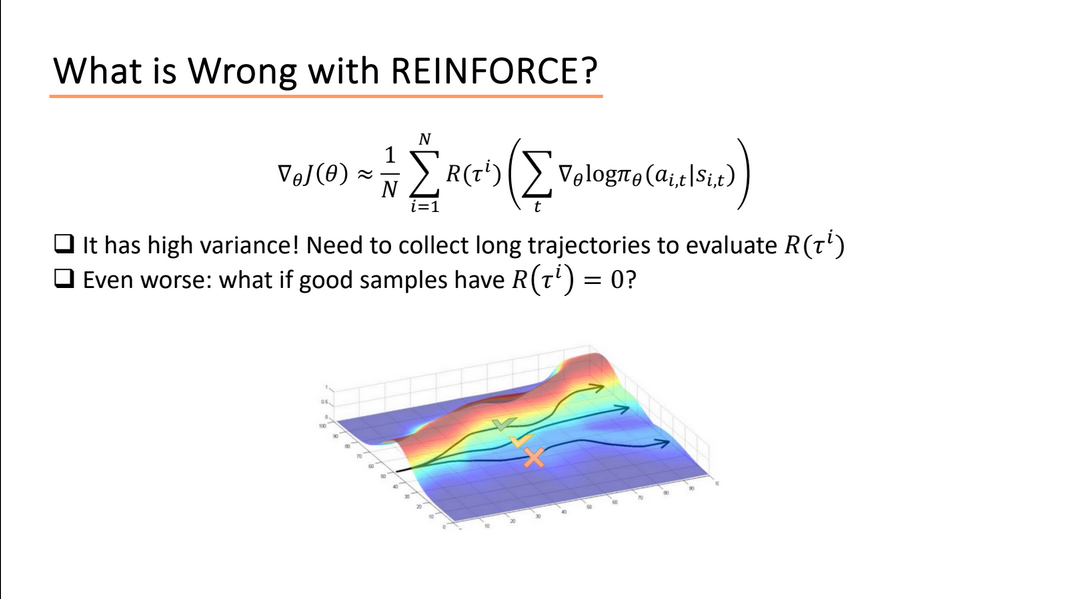 What is Wrong with REINFORCE?
∇θJ(θ) ≈ 1/N ∑_{i=1}^{N} R(τ^i) (∑_t ∇θ logπθ(a_{i,t}|s_{i,t}))
❑ It has high variance! Need to collect long trajectories to evaluate R(τ^i)
❑ Even worse: what if good samples have R(τ^i) = 0?